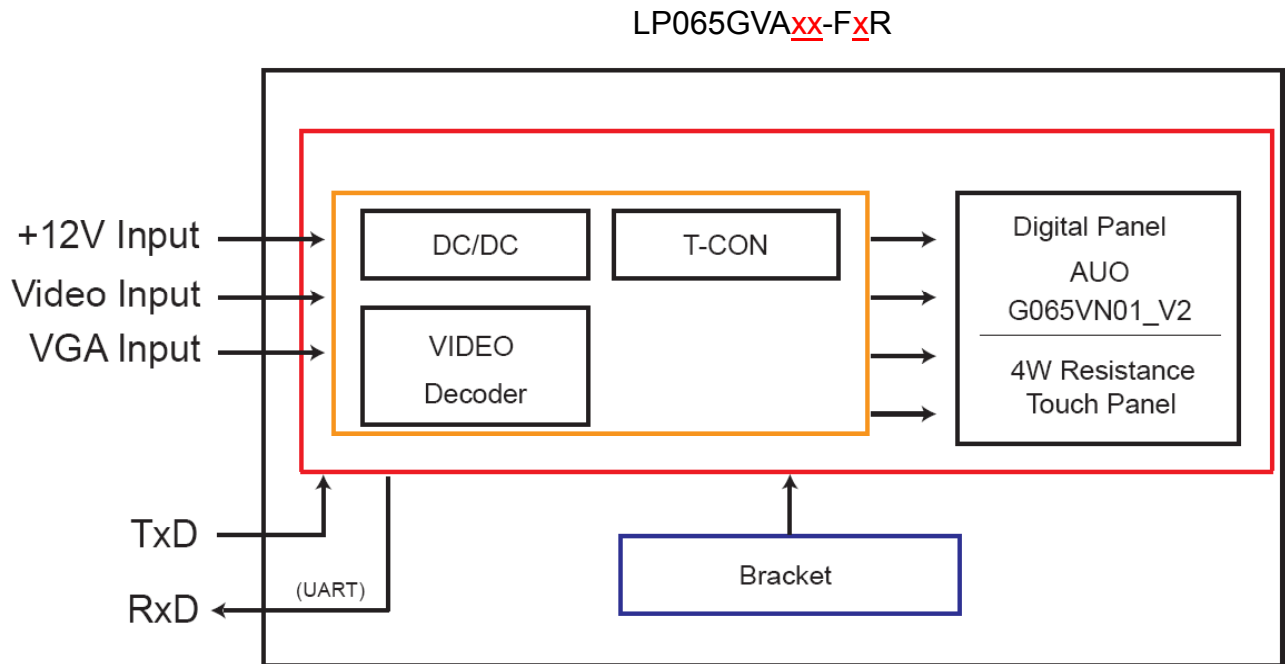 LP065GVAxx-FxR
+12V Input
Video Input
VGA Input
DC/DC
T-CON
VIDEO
Decoder
Digital Panel
AUO
G065VN01_V2
4W Resistance
Touch Panel
TxD
RxD
(UART)
Bracket